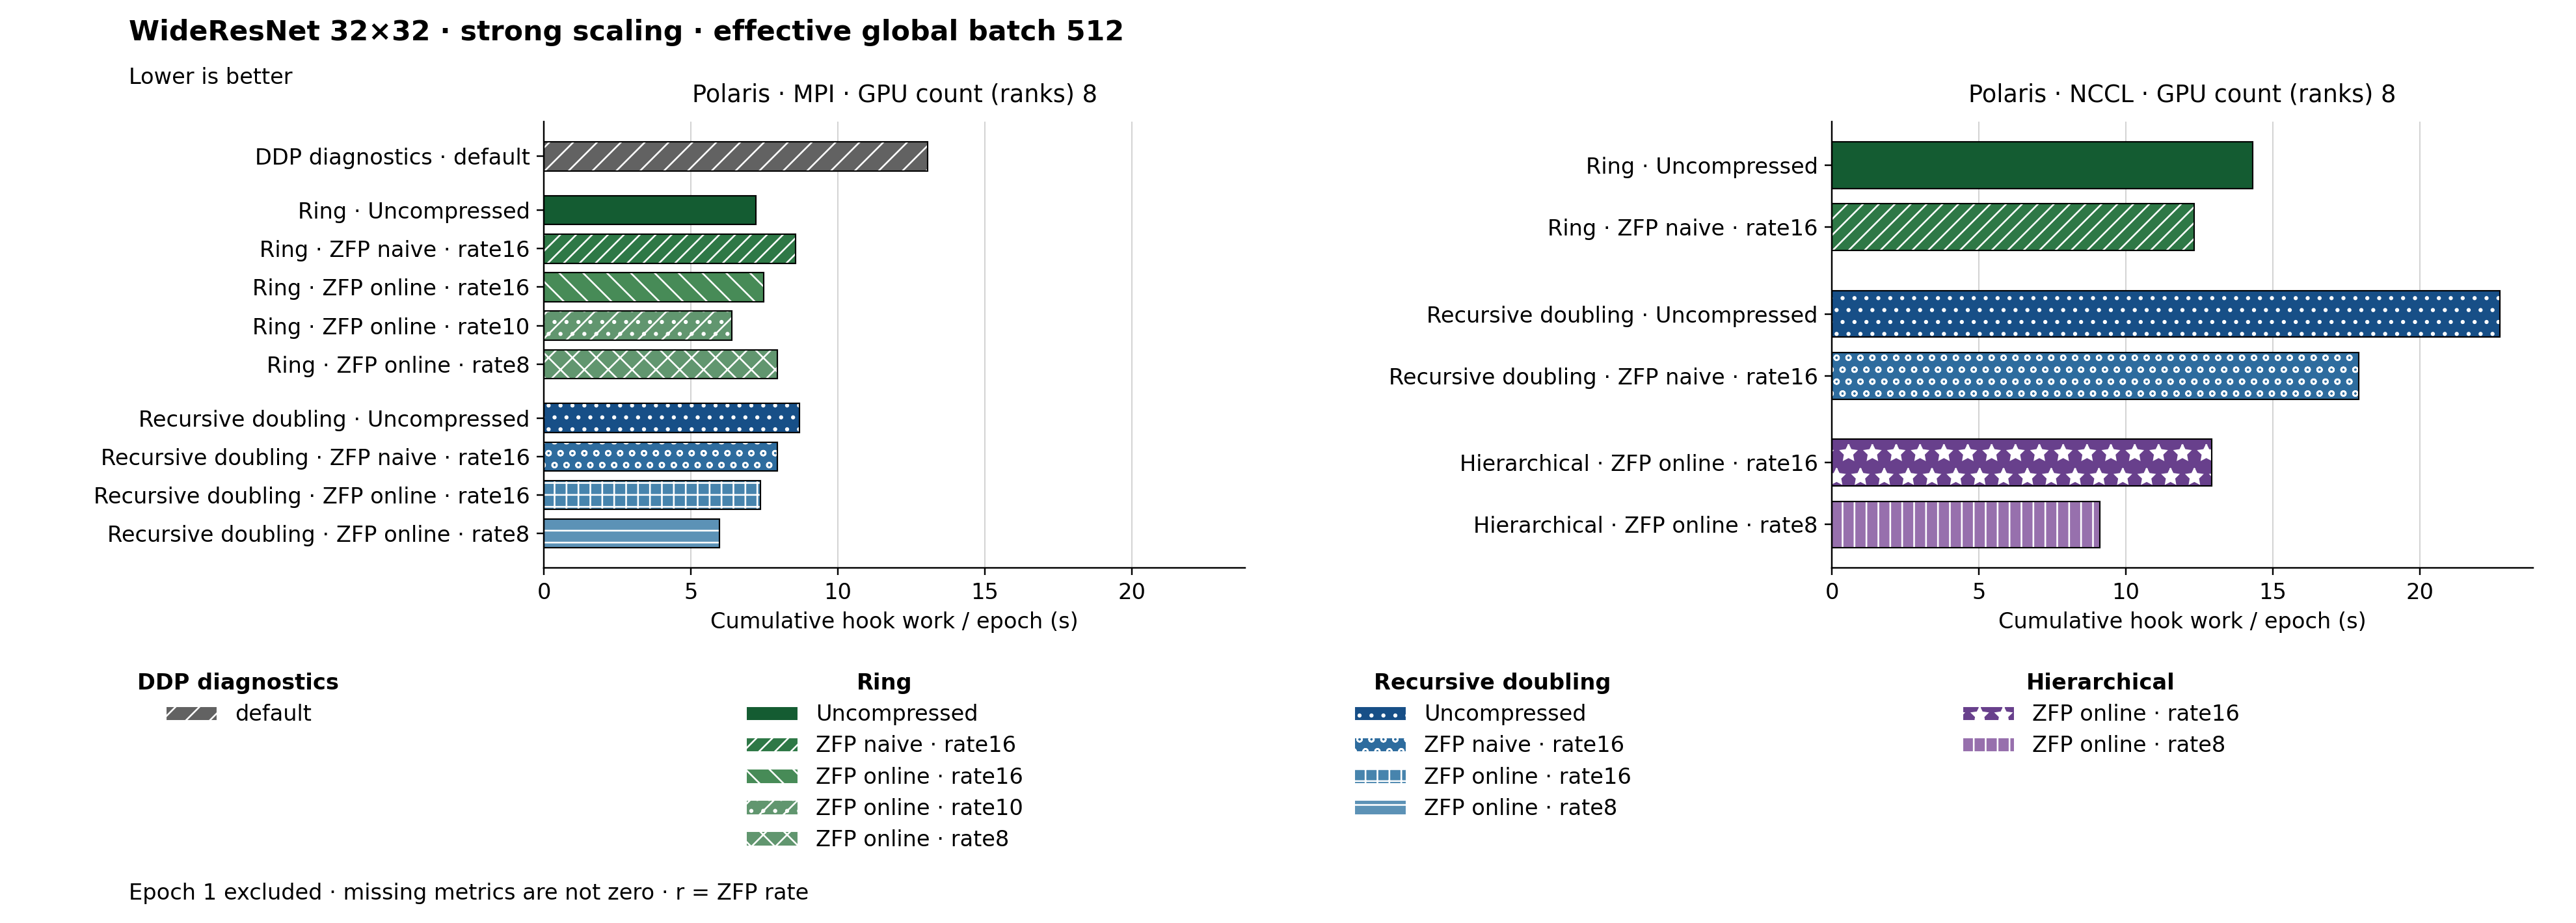 WideResNet 32×32 · strong scaling · effective global batch 512
Lower is better
Polaris · MPI · GPU count (ranks) 8
DDP diagnostics · default
Ring · Uncompressed
Ring · ZFP naive · rate16
Ring · ZFP online · rate16
Ring · ZFP online · rate10
Ring · ZFP online · rate8
Recursive doubling · Uncompressed
Recursive doubling · ZFP naive · rate16
Recursive doubling · ZFP online · rate16
Recursive doubling · ZFP online · rate8
0 5 10 15 20
Cumulative hook work / epoch (s)
Polaris · NCCL · GPU count (ranks) 8
Ring · Uncompressed
Ring · ZFP naive · rate16
Recursive doubling · Uncompressed
Recursive doubling · ZFP naive · rate16
Hierarchical · ZFP online · rate16
Hierarchical · ZFP online · rate8
0 5 10 15 20
Cumulative hook work / epoch (s)
DDP diagnostics
default
Ring
Uncompressed
ZFP naive · rate16
ZFP online · rate16
ZFP online · rate10
ZFP online · rate8
Recursive doubling
Uncompressed
ZFP naive · rate16
ZFP online · rate16
ZFP online · rate8
Hierarchical
ZFP online · rate16
ZFP online · rate8
Epoch 1 excluded · missing metrics are not zero · r = ZFP rate